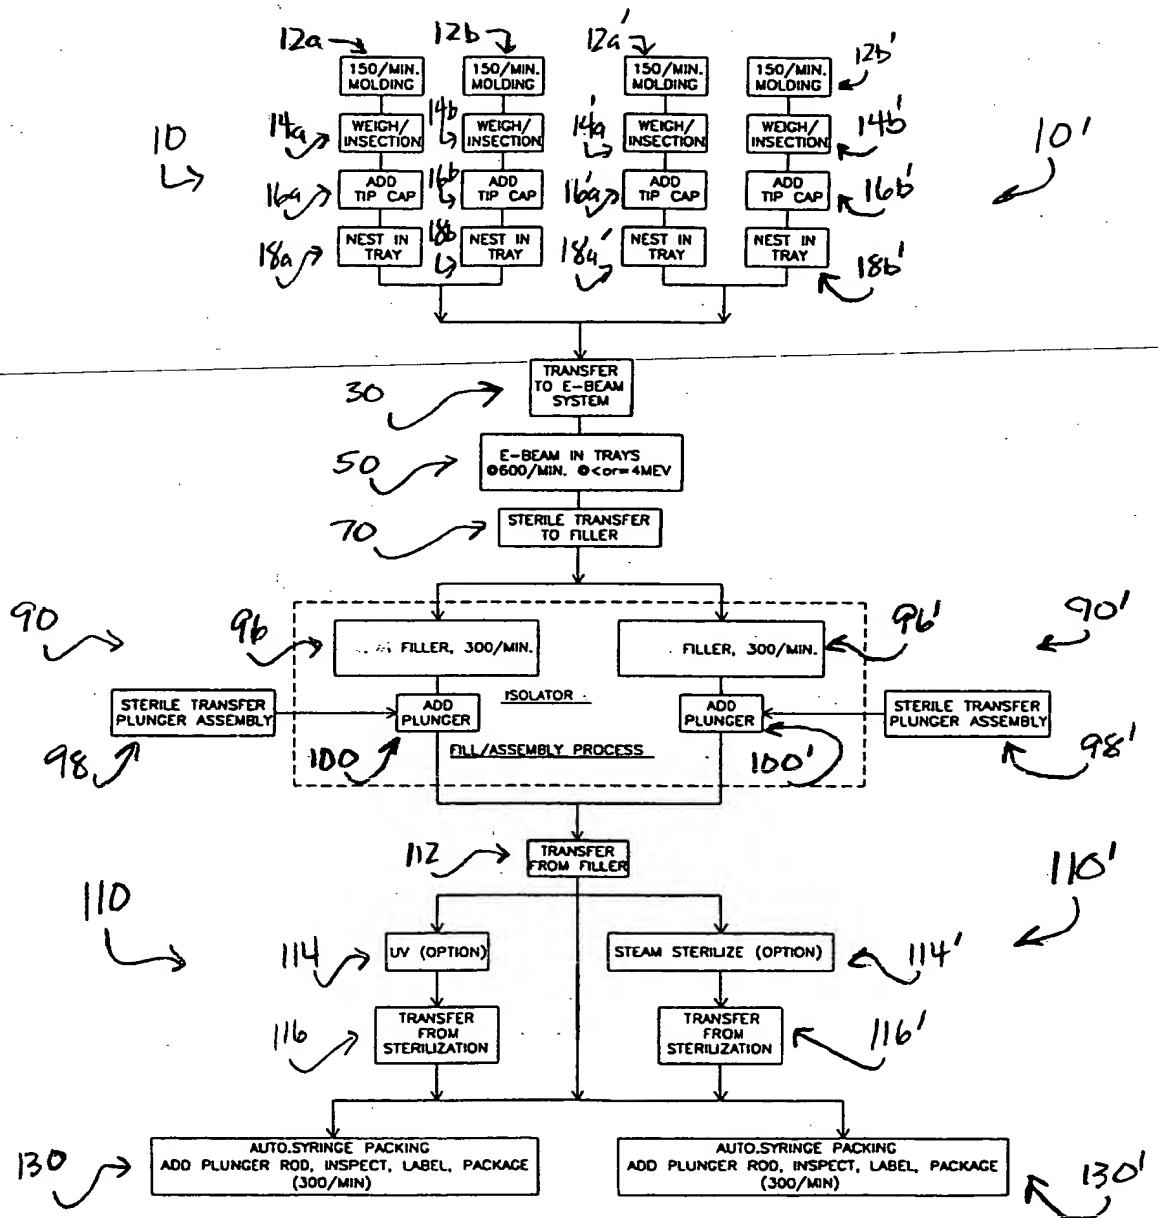 12a 12b 12a' 12b'
150/MIN. 150/MIN. 150/MIN. 150/MIN.
MOLDING MOLDING MOLDING MOLDING
10 14a 14b 14a' 14b' 10'
WEIGH/ WEIGH/ WEIGH/ WEIGH/
INSECTION INSECTION INSECTION INSECTION
16a 16b 16a' 16b'
ADD ADD ADD ADD
TIP CAP TIP CAP TIP CAP TIP CAP
18a 18b 18a' 18b'
NEST IN NEST IN NEST IN NEST IN
TRAY TRAY TRAY TRAY
30
TRANSFER
TO E-BEAM
SYSTEM
50
E-BEAM IN TRAYS
@600/MIN. @<or=4MEV
70
STERILE TRANSFER
TO FILLER
90 96 96' 90'
FILLER, 300/MIN. FILLER, 300/MIN.
STERILE TRANSFER
PLUNGER ASSEMBLY
98
ADD
PLUNGER
100
ISOLATOR
FILL/ASSEMBLY PROCESS
ADD
PLUNGER
100'
STERILE TRANSFER
PLUNGER ASSEMBLY
98'
112
TRANSFER
FROM FILLER
110 110'
114 UV (OPTION) STEAM STERILIZE (OPTION) 114'
116
TRANSFER
FROM
STERILIZATION
TRANSFER
FROM
STERILIZATION
116'
130
AUTO.SYRINGE PACKING
ADD PLUNGER ROD, INSPECT, LABEL, PACKAGE
(300/MIN)
AUTO.SYRINGE PACKING
ADD PLUNGER ROD, INSPECT, LABEL, PACKAGE
(300/MIN)
130'